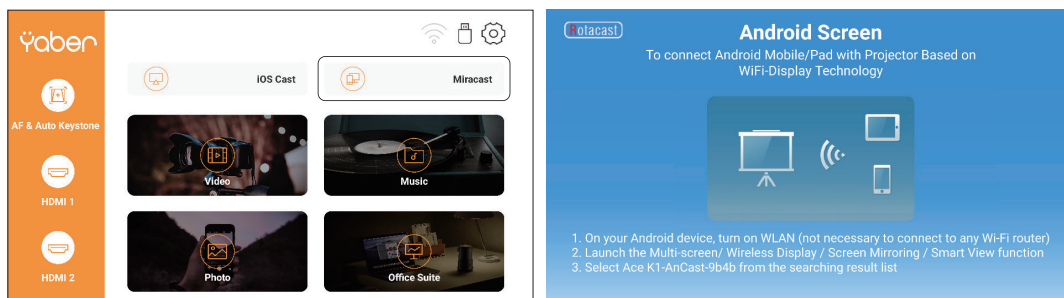 Yaber
AF & Auto Keystone
HDMI 1
HDMI 2
iOS Cast
Miracast
Video
Music
Photo
Office Suite
Rotacast
Android Screen
To connect Android Mobile/Pad with Projector Based on
WiFi-Display Technology
1. On your Android device, turn on WLAN (not necessary to connect to any Wi-Fi router)
2. Launch the Multi-screen/ Wireless Display / Screen Mirroring / Smart View function
3. Select Ace K1-AnCast-9b4b from the searching result list